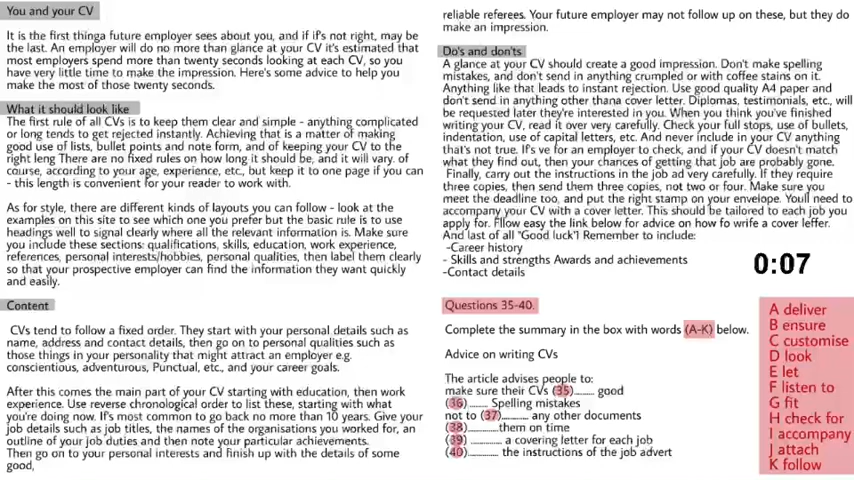 You and your CV
It is the first thinga future employer sees about you, and if if's not right, may be
the last. An employer will do no more than glance at your CV it's estimated that
most employers spend more than twenty seconds looking at each CV, so you
have very little time to make the impression. Here's some advice to help you
make the most of those twenty seconds.
What it should look like
The first rule of all CVs is to keep them clear and simple - anything complicated
or long tends to get rejected instantly. Achieving that is a matter of making
good use of lists, bullet points and note form, and of keeping your CV to the
right leng There are no fixed rules on how long it should be, and it will vary. of
course, according to your age, experience, etc., but keep it to one page if you can
- this length is convenient for your reader to work with.
As for style, there are different kinds of layouts you can follow - look at the
examples on this site to see which one you prefer but the basic rule is to use
headings well to signal clearly where all the relevant information is. Make sure
you include these sections: qualifications, skills, education, work experience,
references, personal interests/hobbies, personal qualities, then label them clearly
so that your prospective employer can find the information they want quickly
and easily.
Content
CVs tend to follow a fixed order. They start with your personal details such as
name, address and contact details, then go on to personal qualities such as
those things in your personality that might attract an employer e.g.
conscientious, adventurous, Punctual, etc., and your career goals.
After this comes the main part of your CV starting with education, then work
experience. Use reverse chronological order to list these, starting with what
you're doing now. If's most common to go back no more than 10 years. Give your
job details such as job titles, the names of the organisations you worked for, an
outline of your job duties and then note your particular achievements.
Then go on to your personal interests and finish up with the details of some
good,
reliable referees. Your future employer may not follow up on these, but they do
make an impression.
Do's and don'ts
A glance at your CV should create a good impression. Don't make spelling
mistakes, and don't send in anything crumpled or with coffee stains on it.
Anything like that leads to instant rejection. Use good quality A4 paper and
don't send in anything other thana cover letter. Diplomas, testimonials, etc., will
be requested later they're interested in you. When you think you've finished
writing your CV, read it over very carefully. Check your full stops, use of bullets,
indentation, use of capital letters, etc. And never include in your CV anything
that's not true. If's ve for an employer to check, and if your CV doesn't match
what they find out, then your chances of getting that job are probably gone.
Finally, carry out the instructions in the job ad very carefully. If they require
three copies, then send them three copies, not two or four. Make sure you
meet the deadline too, and put the right stamp on your envelope. Youll need to
accompany your CV with a cover letter. This should be tailored to each job you
apply for. Fllow easy the link below for advice on how fo wrife a cover leffer.
And last of all "Good luck"! Remember to include:
-Career history
- Skills and strengths Awards and achievements
-Contact details
0:07
Questions 35-40.
Complete the summary in the box with words (A-K) below.
Advice on writing CVs
The article advises people to:
make sure their CVs (35)......... good
(36)......... Spelling mistakes
not to (37)............ any other documents
(38).............them on time
(39) ............. a covering letter for each job
(40)............. the instructions of the job advert
A deliver
B ensure
C customise
D look
E let
F listen to
G fit
H check for
I accompany
J attach
K follow